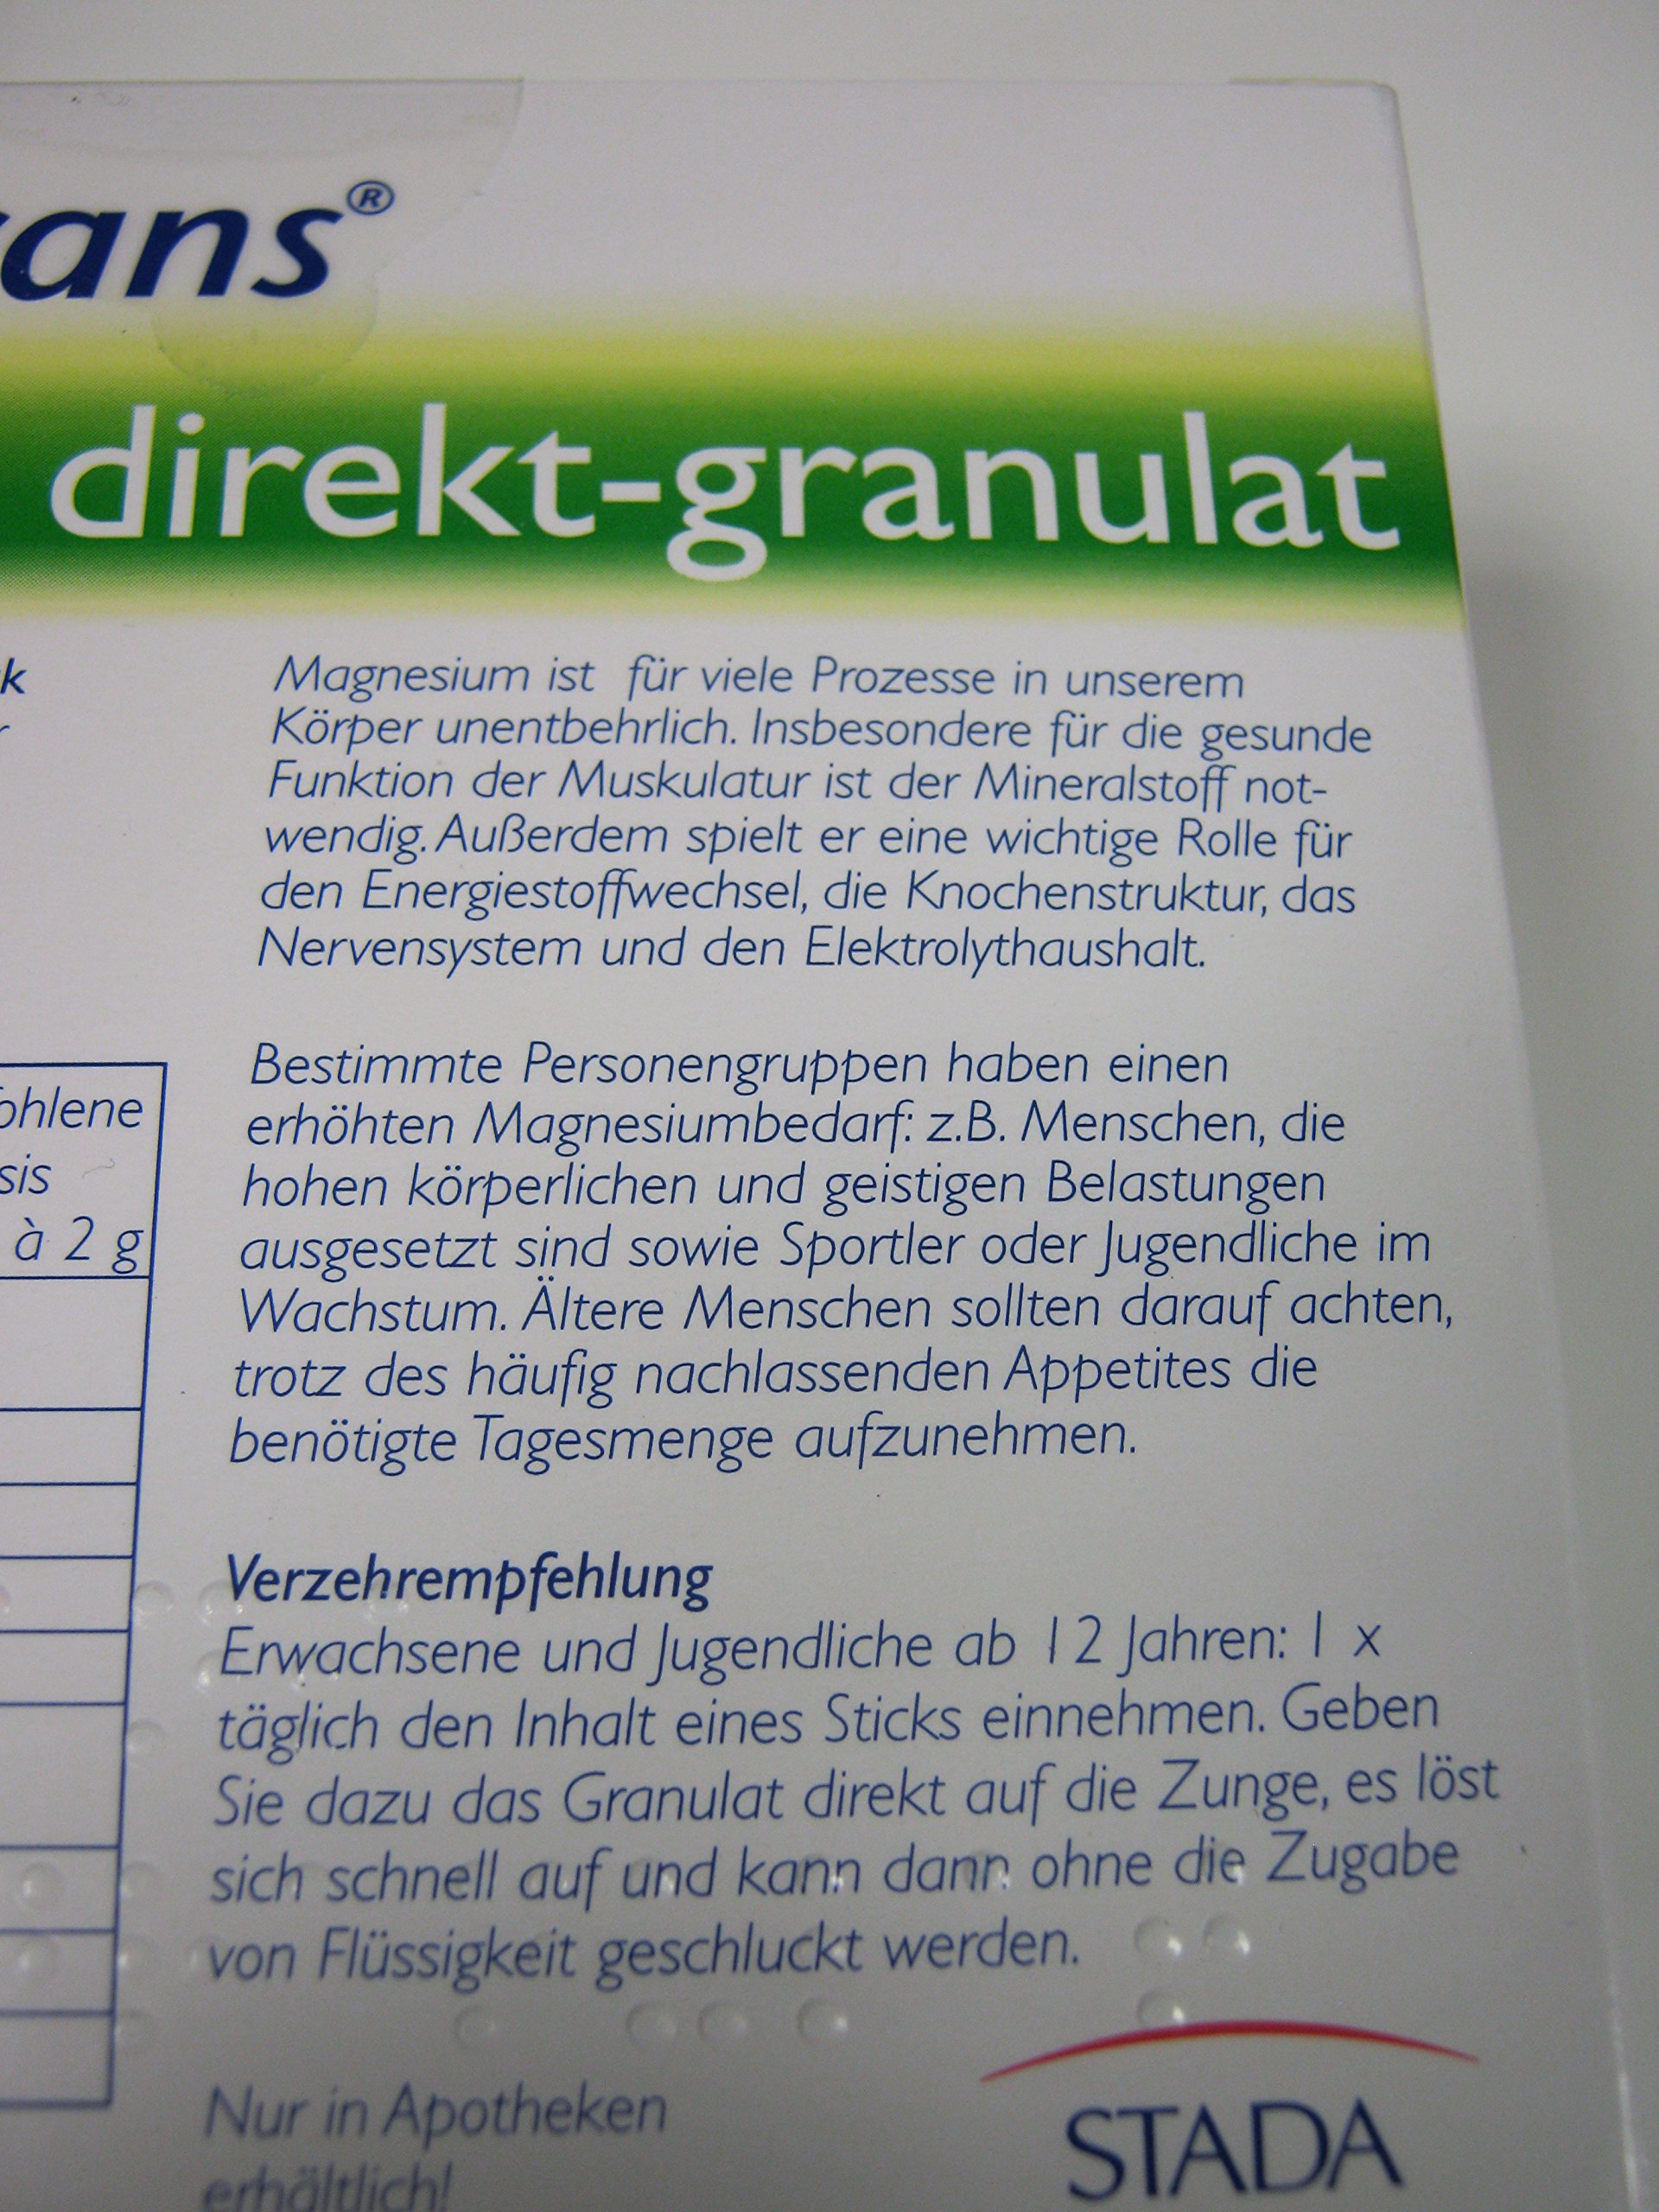 ans®
direkt-granulat
k
Magnesium ist für viele Prozesse in unserem
Körper unentbehrlich. Insbesondere für die gesunde
Funktion der Muskulatur ist der Mineralstoff not-
wendig. Außerdem spielt er eine wichtige Rolle für
den Energiestoffwechsel, die Knochenstruktur, das
Nervensystem und den Elektrolythaushalt.
Bestimmte Personengruppen haben einen
erhöhten Magnesiumbedarf: z.B. Menschen, die
hohen körperlichen und geistigen Belastungen
ausgesetzt sind sowie Sportler oder Jugendliche im
Wachstum. Ältere Menschen sollten darauf achten,
trotz des häufig nachlassenden Appetites die
benötigte Tagesmenge aufzunehmen.
ohlene
sis
à 2 g
Verzehrempfehlung
Erwachsene und Jugendliche ab 12 Jahren: 1 x
täglich den Inhalt eines Sticks einnehmen. Geben
Sie dazu das Granulat direkt auf die Zunge, es löst
sich schnell auf und kann dann ohne die Zugabe
von Flüssigkeit geschluckt werden.
Nur in Apotheken
erhältlich!
STADA